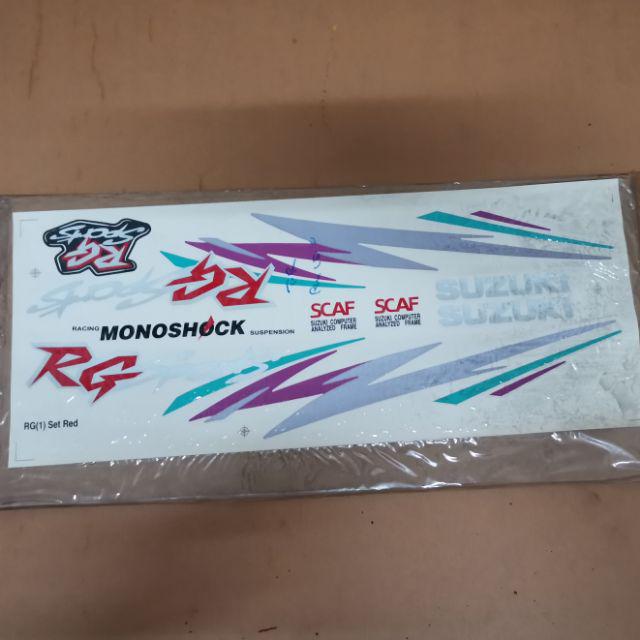 Sports
RG
Sports RG
RACING MONOSHOCK SUSPENSION
SCAF
SUZUKI COMPUTER
ANALYZED FRAME
SCAF
SUZUKI COMPUTER
ANALYZED FRAME
SUZUKI
SUZUKI
RG Sports
RG(1) Set Red